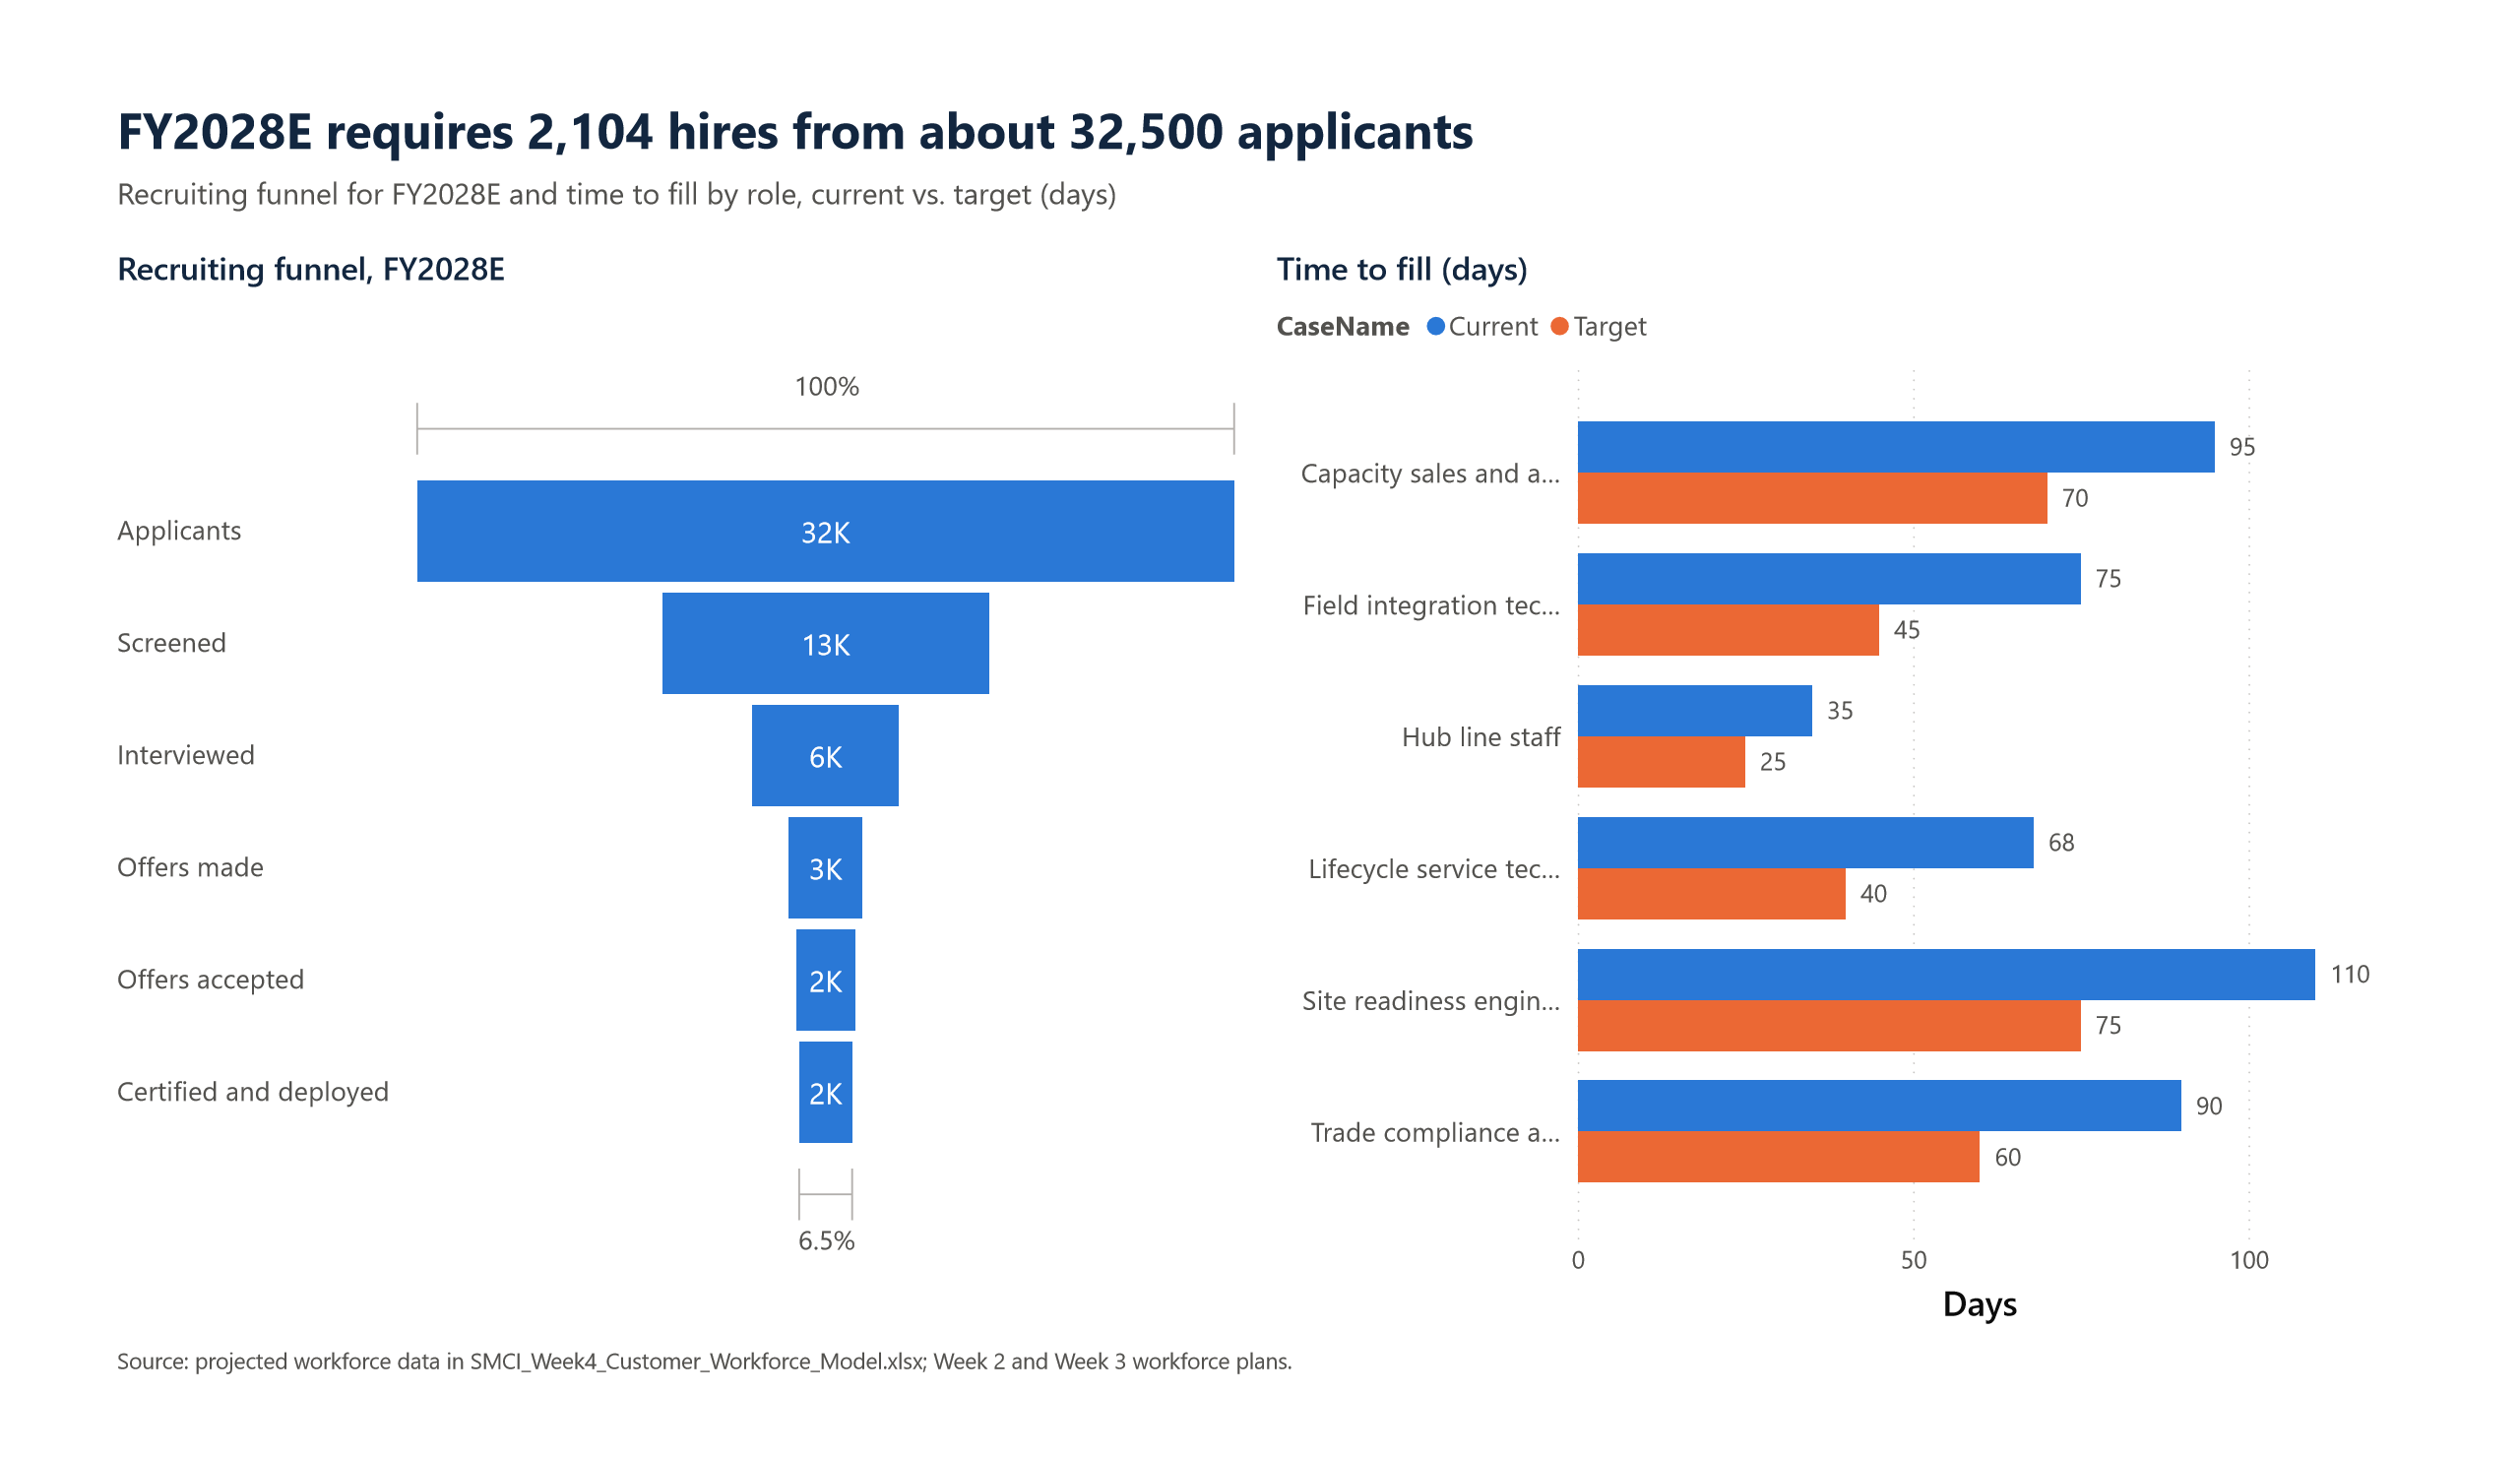 FY2028E requires 2,104 hires from about 32,500 applicants
Recruiting funnel for FY2028E and time to fill by role, current vs. target (days)
Recruiting funnel, FY2028E
100%
Applicants
32K
Screened
13K
Interviewed
6K
Offers made
3K
Offers accepted
2K
Certified and deployed
2K
6.5%
Time to fill (days)
CaseName Current Target
Capacity sales and a...
95
70
Field integration tec...
75
45
Hub line staff
35
25
Lifecycle service tec...
68
40
Site readiness engin...
110
75
Trade compliance a...
90
60
0 50 100
Days
Source: projected workforce data in SMCI_Week4_Customer_Workforce_Model.xlsx; Week 2 and Week 3 workforce plans.